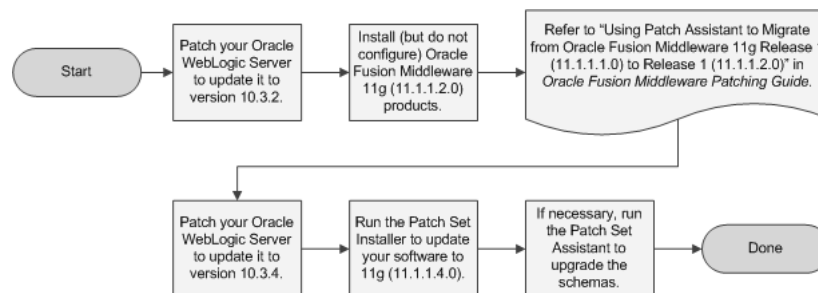 Start
Patch your Oracle
WebLogic Server
to update it to
version 10.3.2.
Install (but do not
configure) Oracle
Fusion Middleware
11g (11.1.1.2.0)
products.
Refer to “Using Patch Assistant to Migrate
from Oracle Fusion Middleware 11g Release 1
(11.1.1.1.0) to Release 1 (11.1.1.2.0)” in
Oracle Fusion Middleware Patching Guide.
Patch your Oracle
WebLogic Server
to update it to
version 10.3.4.
Run the Patch Set
Installer to update
your software to
11g (11.1.1.4.0).
If necessary, run
the Patch Set
Assistant to
upgrade the
schemas.
Done